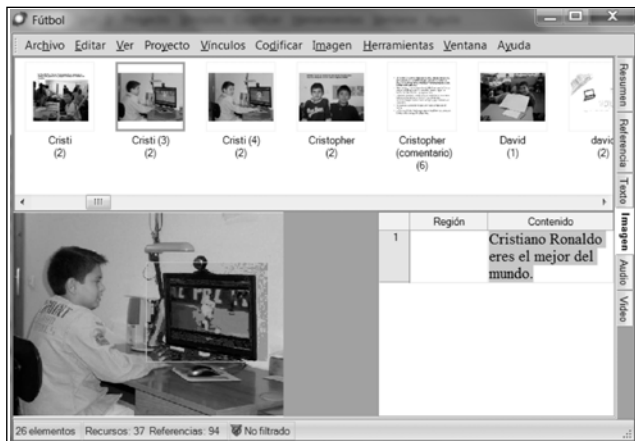 Fútbol
Archivo Editar Ver Proyecto Vínculos Codificar Imagen Herramientas Ventana Ayuda
Cristi
(2)
Cristi (3)
(2)
Cristi (4)
(2)
Cristopher
(2)
Cristopher
(comentario)
(6)
David
(1)
davic
(2)
Resumen
Referencia
Texto
Imagen
Audio
Video
Región Contenido
1 Cristiano Ronaldo
eres el mejor del
mundo.
26 elementos Recursos: 37 Referencias: 94 No filtrado